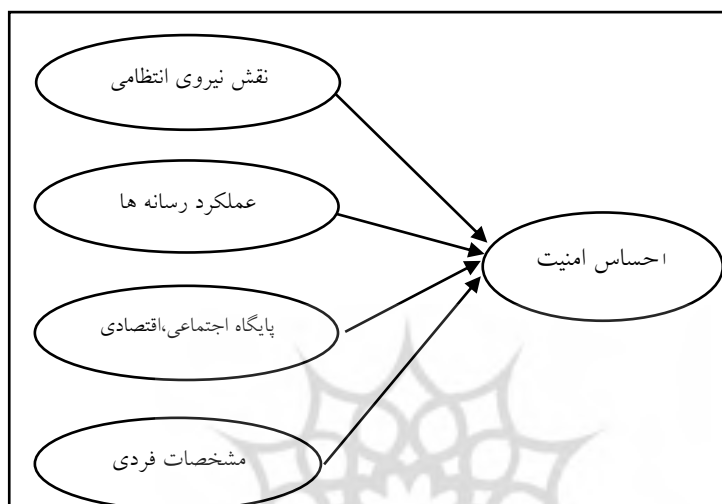 نقش نیروی انتظامی
عملکرد رسانه ها
احساس امنیت
پایگاه اجتماعی،اقتصادی
مشخصات فردی